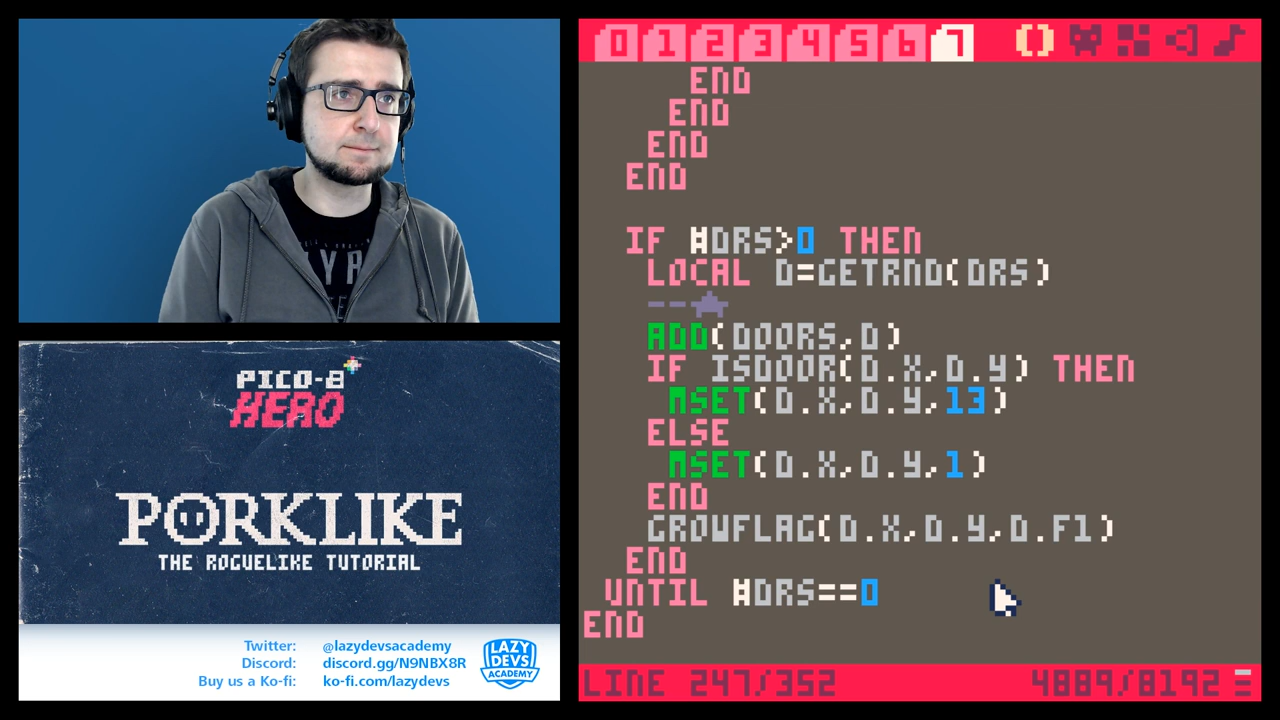 0 1 2 3 4 5 6 7
END
END
END
END
IF #DRS>0 THEN
LOCAL D=GETRND(DRS)
--
ADD(DOORS,D)
IF ISDOOR(D.X,D.Y) THEN
MSET(D.X,D.Y,13)
ELSE
MSET(D.X,D.Y,1)
END
GROWFLAG(D.X,D.Y,D.F1)
END
UNTIL #DRS==0
END
LINE 247/352 4889/8192
PICO-8
HERO
PORKLIKE
THE ROGUELIKE TUTORIAL
Twitter: @lazydevsacademy
Discord: discord.gg/N9NBX8R
Buy us a Ko-fi: ko-fi.com/lazydevs
LAZY
DEVS
ACADEMY